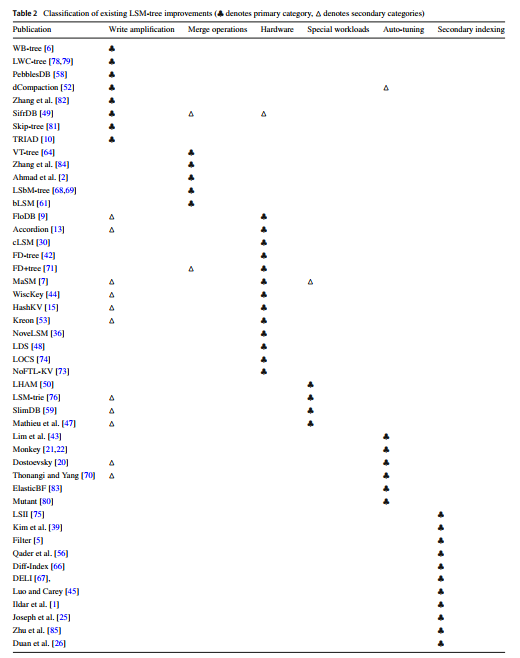 Table 2 Classification of existing LSM-tree improvements (♣ denotes primary category, △ denotes secondary categories)
Publication Write amplification Merge operations Hardware Special workloads Auto-tuning Secondary indexing
WB-tree [6] ♣
LWC-tree [78,79] ♣
PebblesDB [58] ♣
dCompaction [52] ♣ △
Zhang et al. [82] ♣
SifrDB [49] ♣ △ △
Skip-tree [81] ♣
TRIAD [10] ♣
VT-tree [64] ♣
Zhang et al. [84] ♣
Ahmad et al. [2] ♣
LSbM-tree [68,69] ♣
bLSM [61] ♣
FloDB [9] △ ♣
Accordion [13] △ ♣
cLSM [30] ♣
FD-tree [42] ♣
FD+tree [71] △ ♣
MaSM [7] △ ♣ △
WiscKey [44] △ ♣
HashKV [15] △ ♣
Kreon [53] △ ♣
NoveLSM [36] ♣
LDS [48] ♣
LOCS [74] ♣
NoFTL-KV [73] ♣
LHAM [50] ♣
LSM-trie [76] △ ♣
SlimDB [59] △ ♣
Mathieu et al. [47] △ ♣
Lim et al. [43] ♣
Monkey [21,22] ♣
Dostoevsky [20] △ ♣
Thonangi and Yang [70] △ ♣
ElasticBF [83] ♣
Mutant [80] ♣
LSII [75] ♣
Kim et al. [39] ♣
Filter [5] ♣
Qader et al. [56] ♣
Diff-Index [66] ♣
DELI [67], ♣
Luo and Carey [45] ♣
Ildar et al. [1] ♣
Joseph et al. [25] ♣
Zhu et al. [85] ♣
Duan et al. [26] ♣